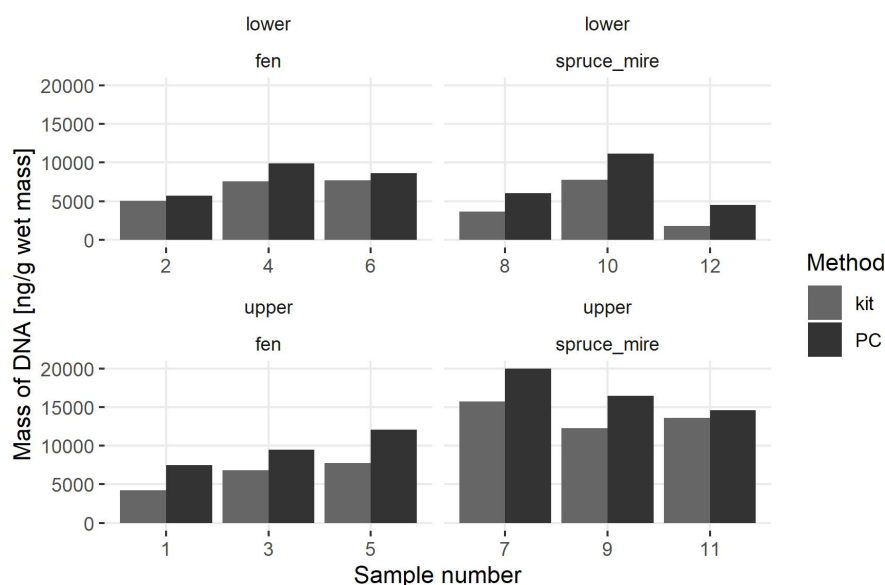 lower
lower
fen
spruce_mire
20000
15000
10000
5000
0
2
4
6
8
10
12
upper
upper
fen
spruce_mire
20000
15000
10000
5000
0
1
3
5
7
9
11
Mass of DNA [ng/g wet mass]
Sample number
Method
kit
PC